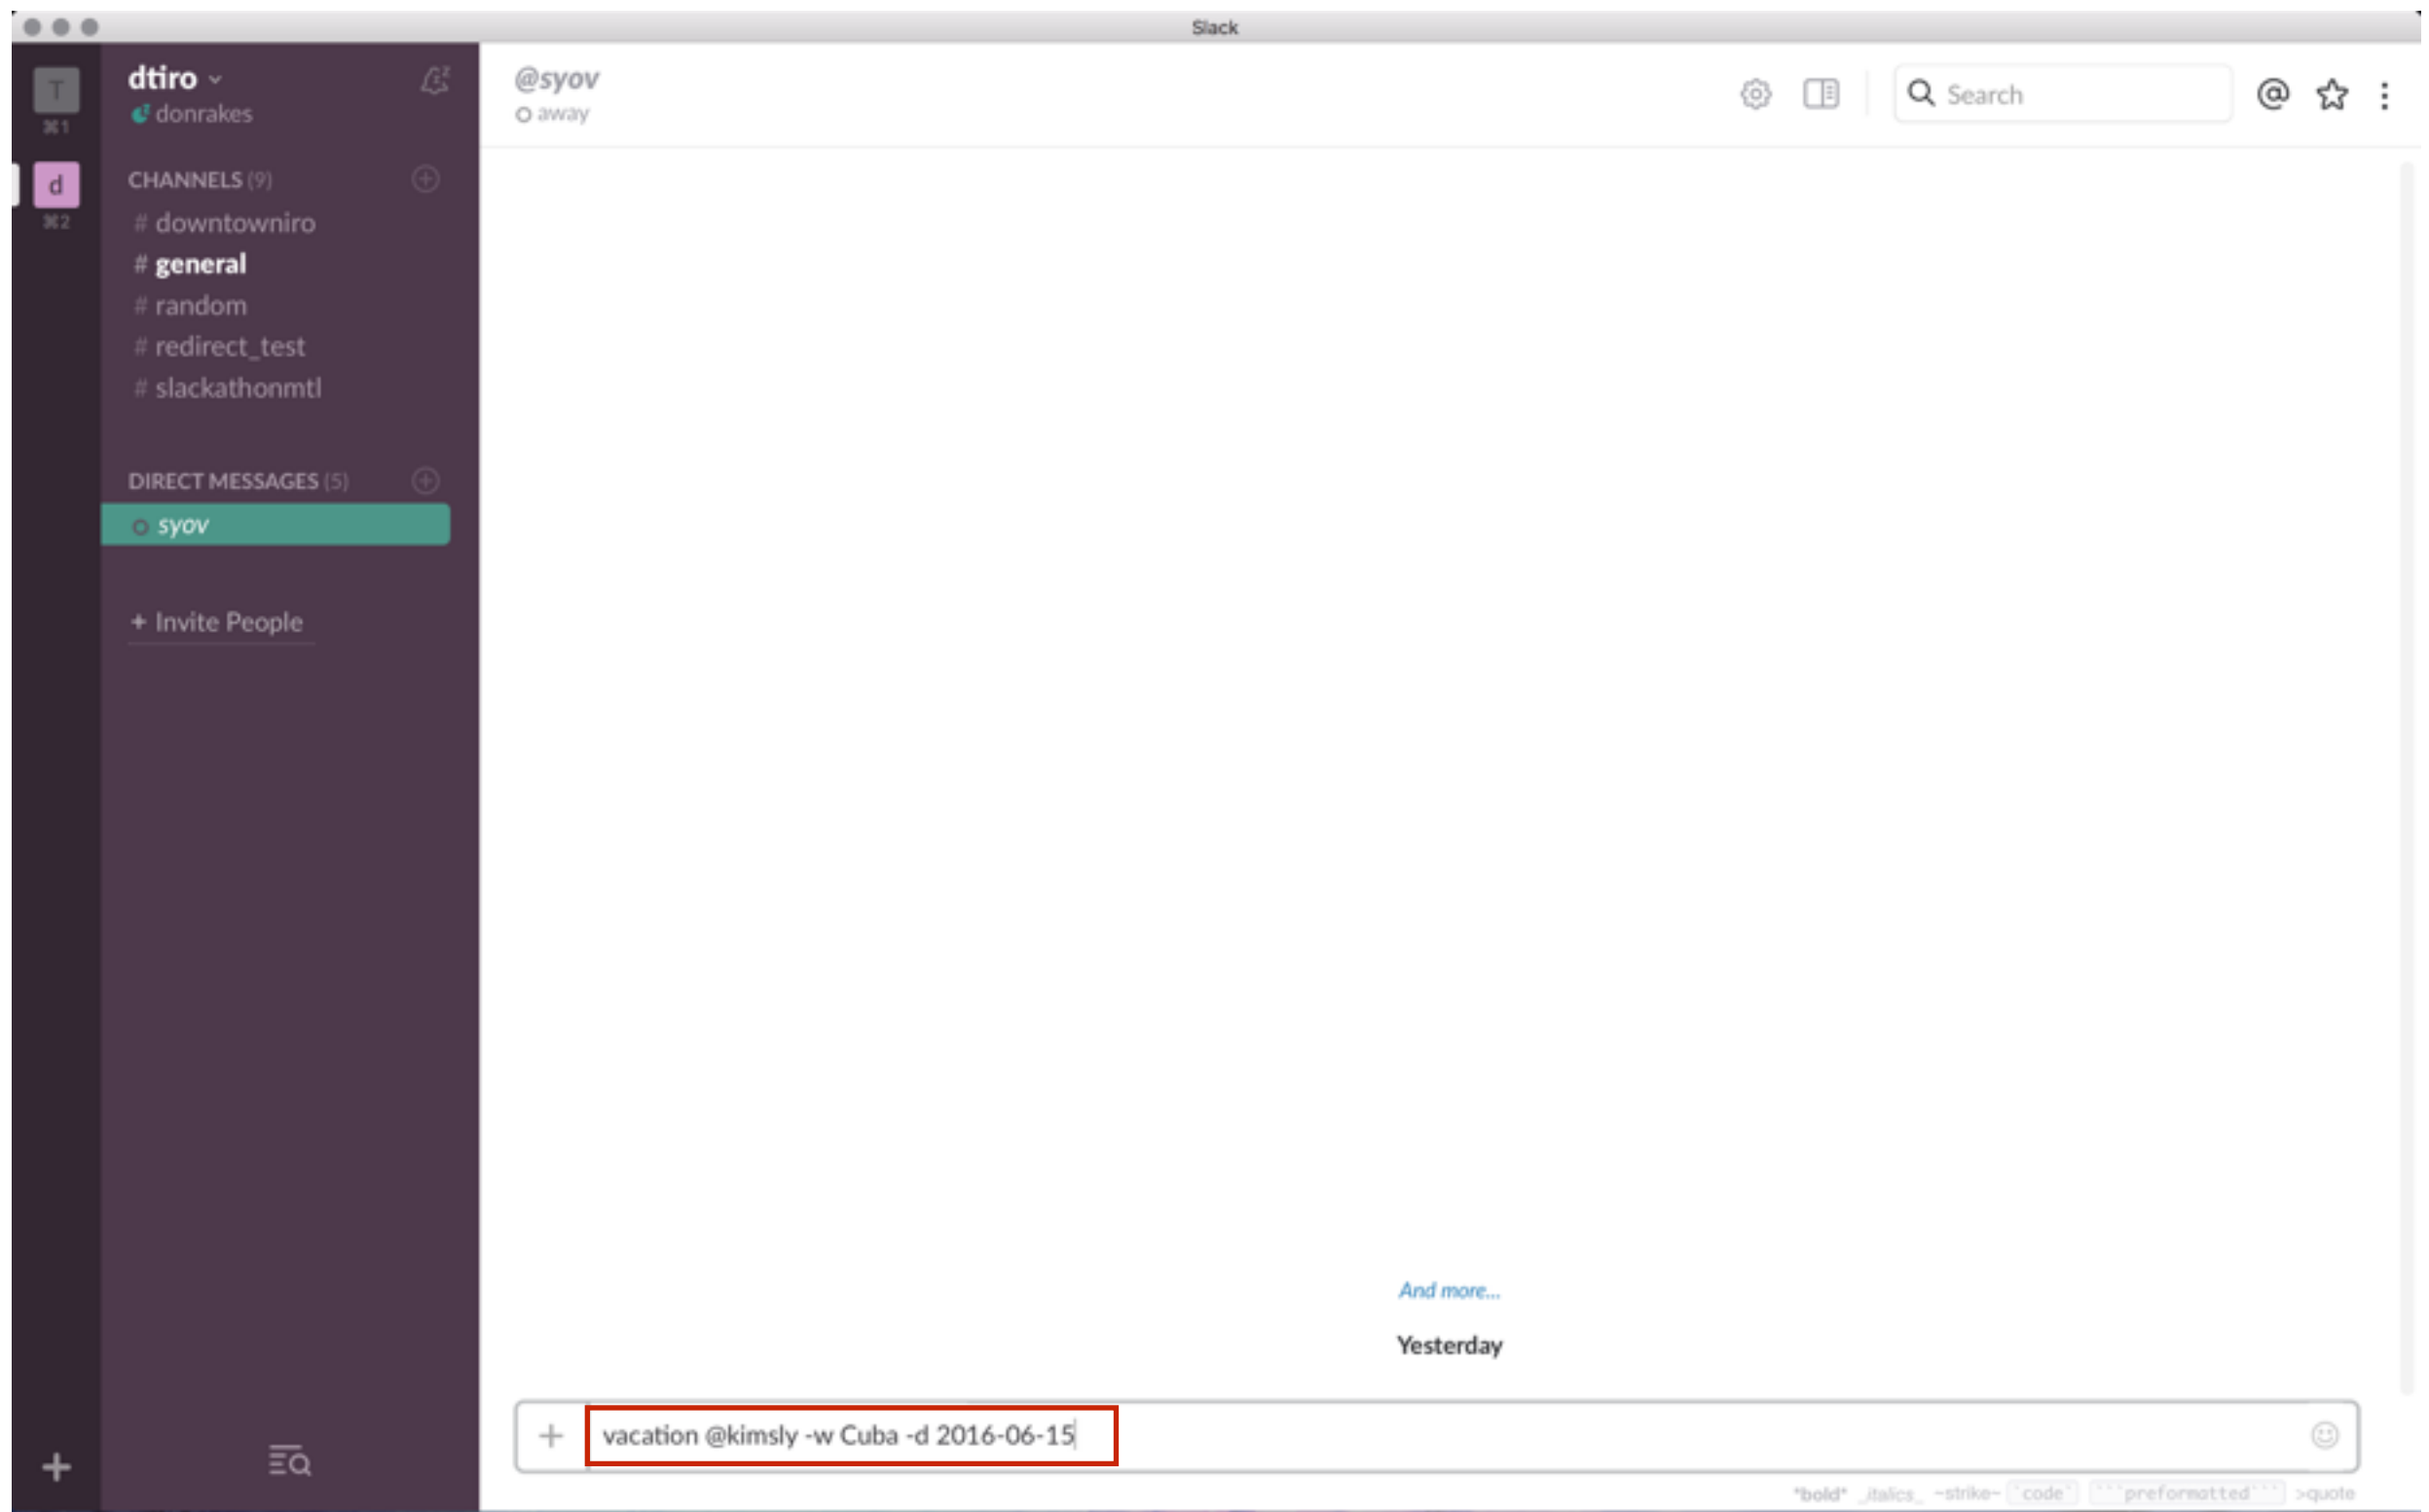 Slack
T
⌘1
d
⌘2
dtiro
donrakes
CHANNELS (9)
# downtowniro
# general
# random
# redirect_test
# slackathonmtl
DIRECT MESSAGES (5)
syov
+ Invite People
@syov
away
Search
And more...
Yesterday
vacation @kimsly -w Cuba -d 2016-06-15
*bold* _italics_ ~strike~ `code` ```preformatted``` >quote